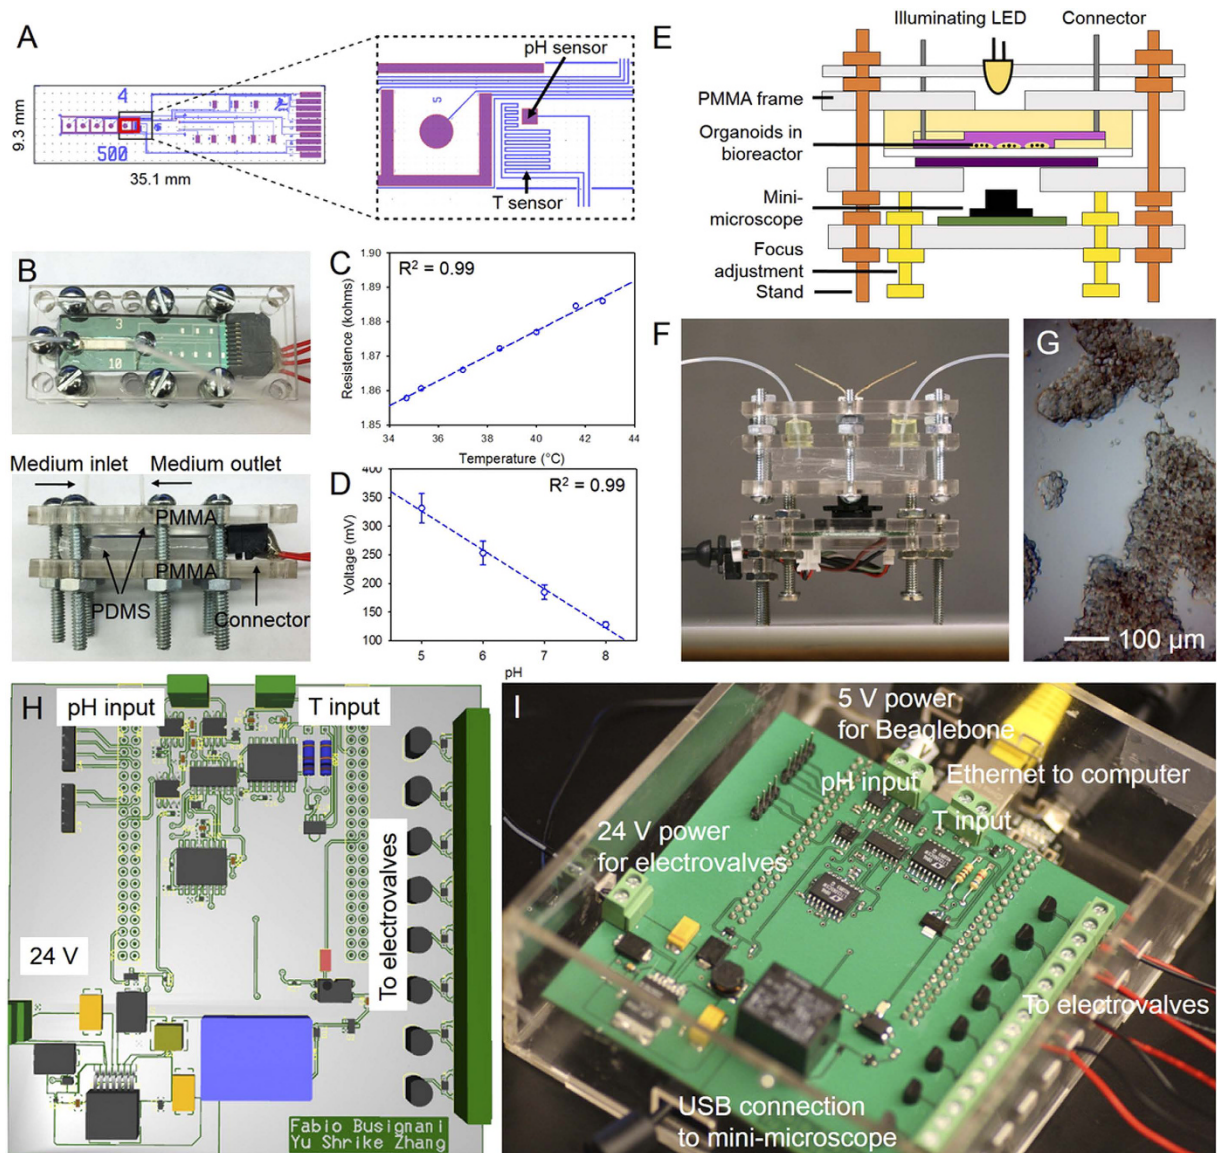 A
4
500
9.3 mm
35.1 mm
pH sensor
S
T sensor
B
3
10
Medium inlet
Medium outlet
PMMA
PMMA
PDMS
Connector
C
R² = 0.99
Resistence (kohms)
1.90
1.89
1.88
1.87
1.86
1.85
34 36 38 40 42 44
Temperature (°C)
D
R² = 0.99
Voltage (mV)
400
350
300
250
200
150
100
5 6 7 8
pH
E
Illuminating LED
Connector
PMMA frame
Organoids in
bioreactor
Mini-
microscope
Focus
adjustment
Stand
F
G
100 µm
H
pH input
T input
24 V
To electrovalves
Fabio Busignani
Yu Shrike Zhang
I
5 V power
for Beaglebone
pH input
Ethernet to computer
T input
24 V power
for electrovalves
To electrovalves
USB connection
to mini-microscope